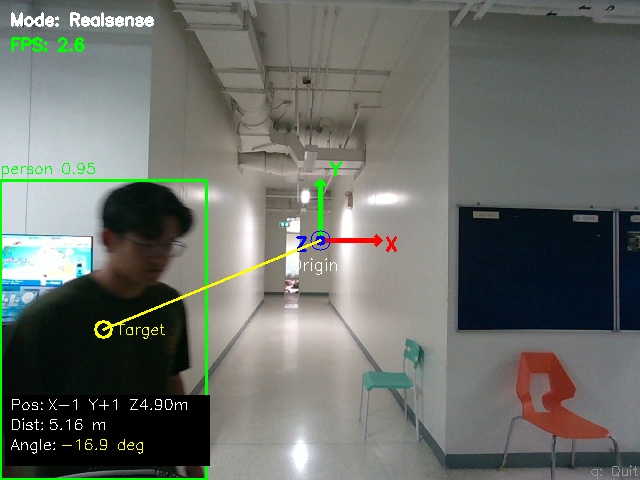 Mode: Realsense
FPS: 2.6
person 0.95
Y
Z
X
Origin
Target
Pos: X-1 Y+1 Z4.90m
Dist: 5.16 m
Angle: -16.9 deg
q: Quit